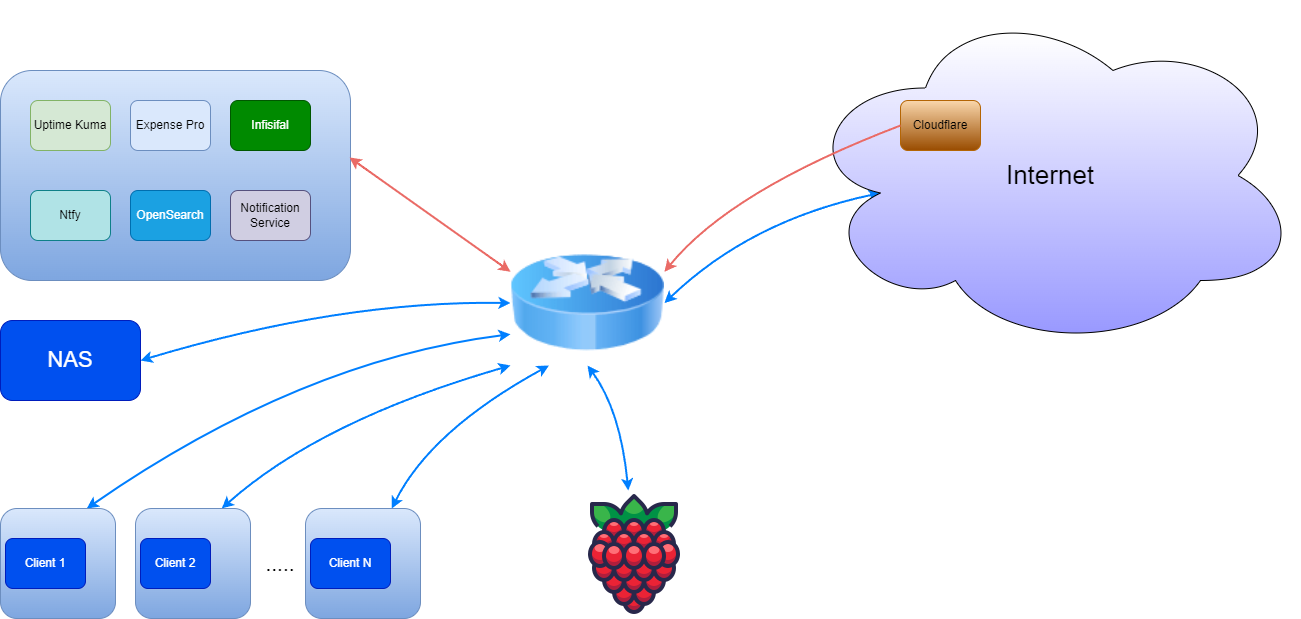 Uptime Kuma
Expense Pro
Infisifal
Ntfy
OpenSearch
Notification
Service
Cloudflare
Internet
NAS
Client 1
Client 2
.....
Client N